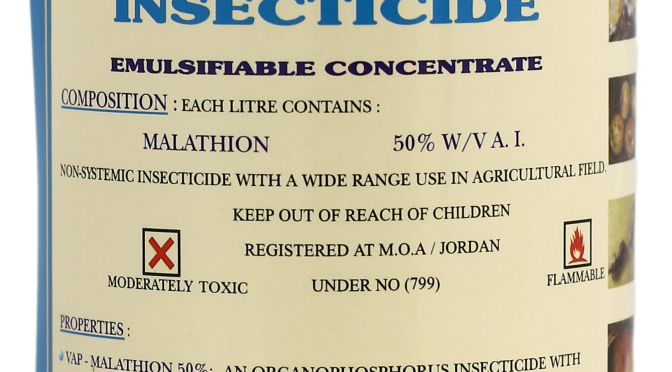 INSECTICIDE
EMULSIFIABLE CONCENTRATE
COMPOSITION : EACH LITRE CONTAINS :
MALATHION 50% W/V A. I.
NON-SYSTEMIC INSECTICIDE WITH A WIDE RANGE USE IN AGRICULTURAL FIELD.
KEEP OUT OF REACH OF CHILDREN
REGISTERED AT M.O.A / JORDAN
MODERATELY TOXIC UNDER NO (799) FLAMMABLE
PROPERTIES :
VAP - MALATHION 50%: AN ORGANOPHOSPHORUS INSECTICIDE WITH